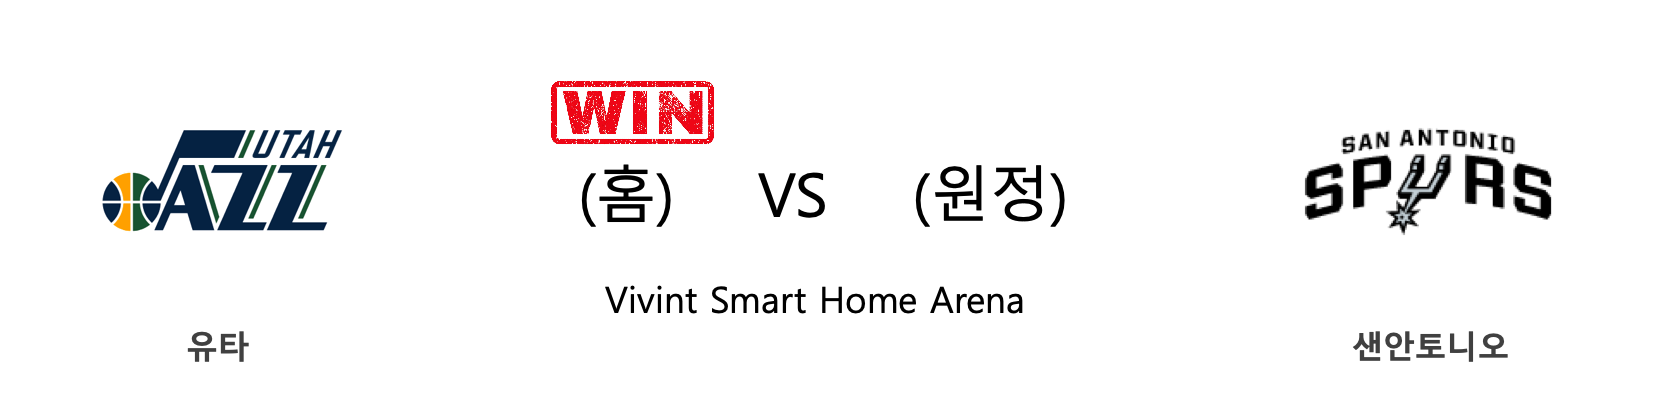 WIN
UTAH
JAZZ
(홈) VS (원정)
SAN ANTONIO
SPURS
Vivint Smart Home Arena
유타
샌안토니오